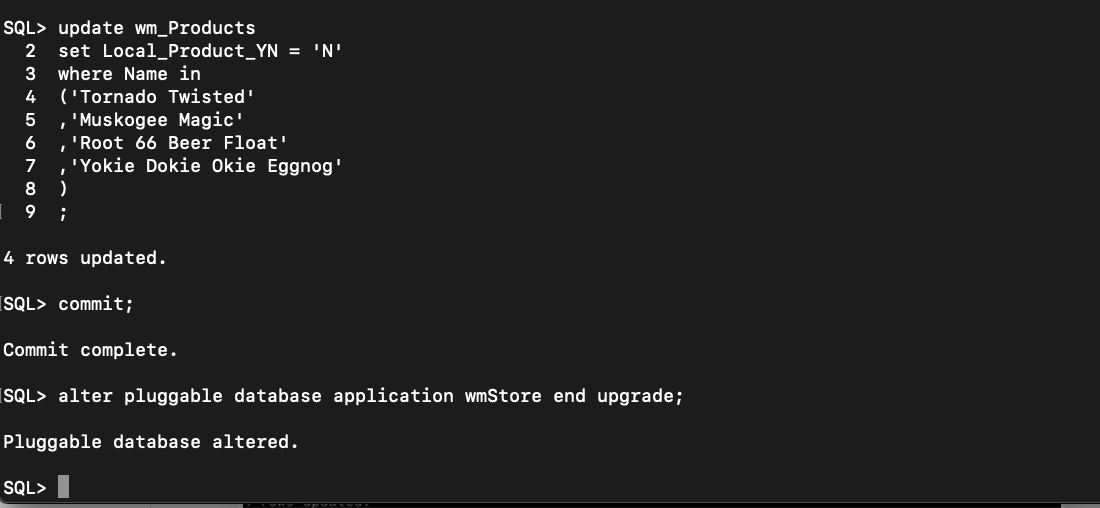 SQL> update wm_Products
2 set Local_Product_YN = 'N'
3 where Name in
4 ('Tornado Twisted'
5 ,'Muskogee Magic'
6 ,'Root 66 Beer Float'
7 ,'Yokie Dokie Okie Eggnog'
8 )
9 ;
4 rows updated.
SQL> commit;
Commit complete.
SQL> alter pluggable database application wmStore end upgrade;
Pluggable database altered.
SQL>